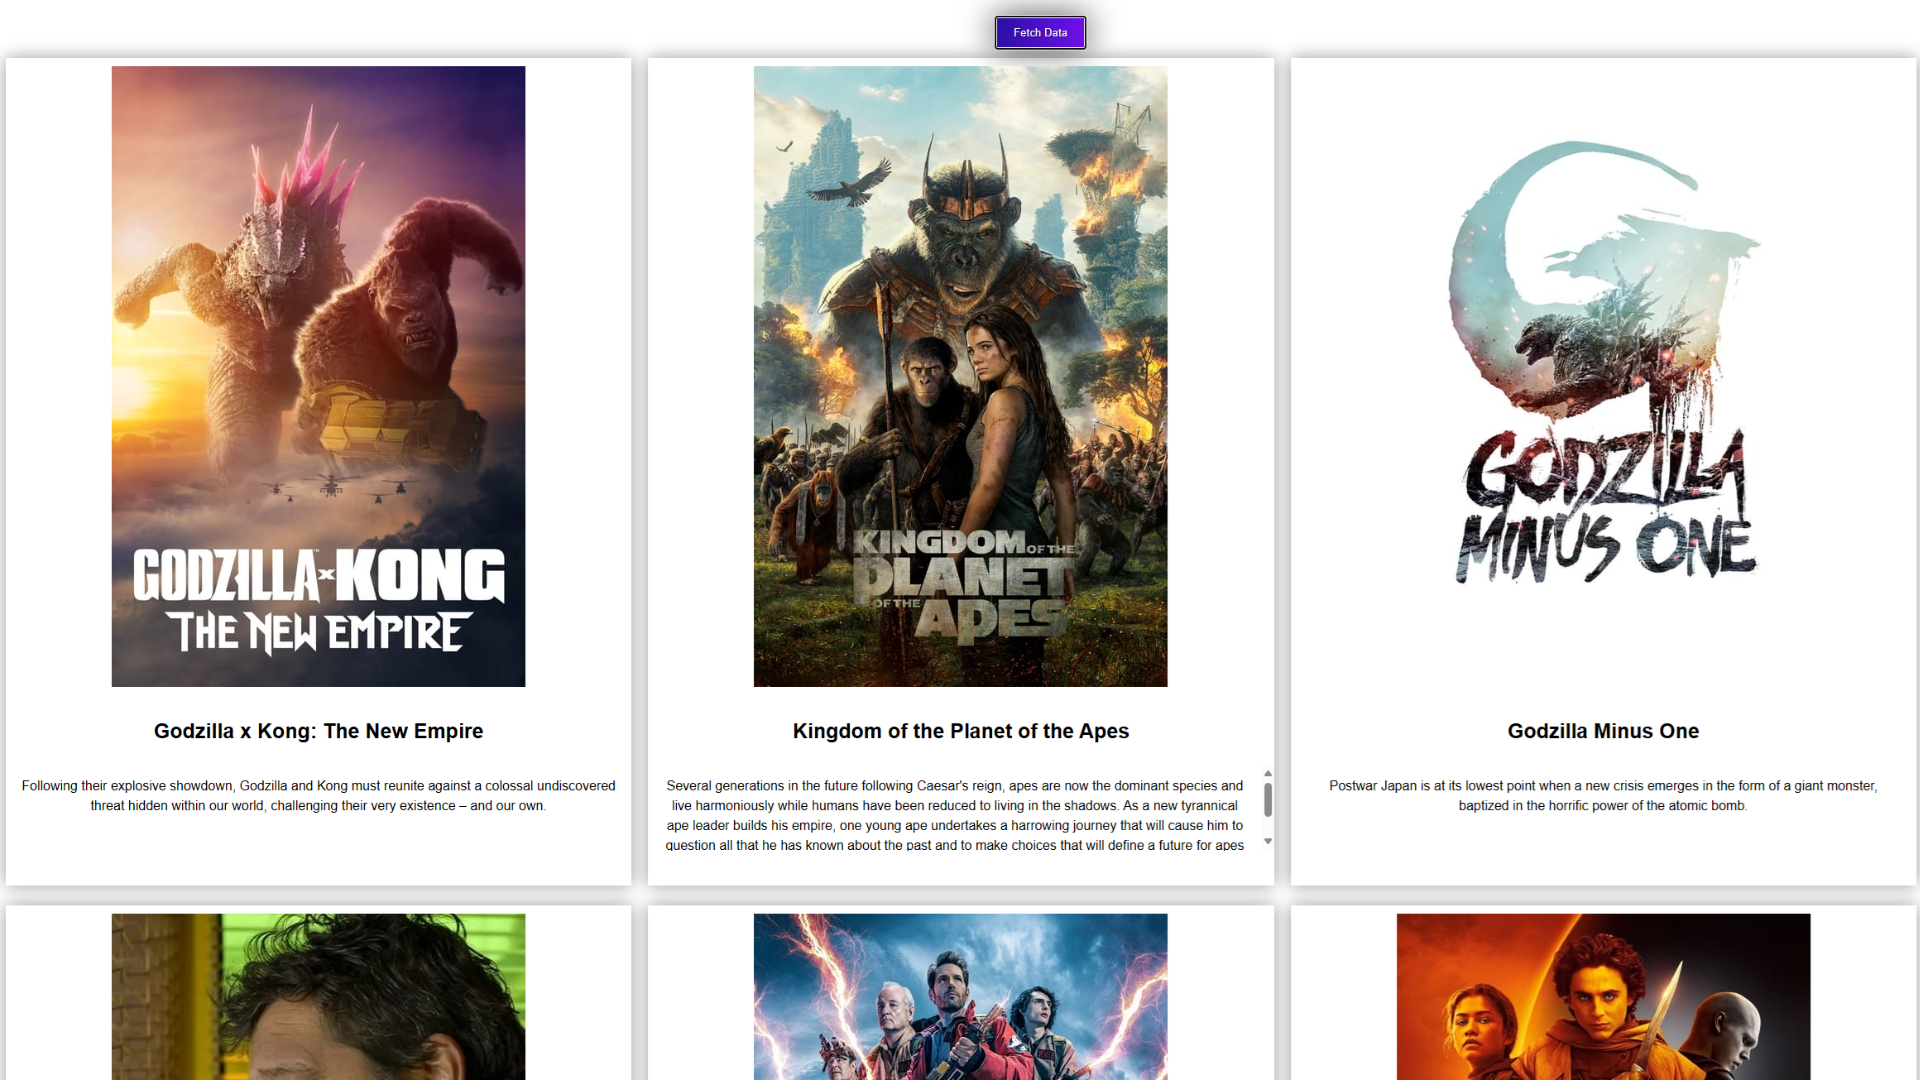 Fetch Data
GODZILLA x KONG
THE NEW EMPIRE
KINGDOM OF THE
PLANET
OF THE
APES
GODZILLA
MINUS ONE
Godzilla x Kong: The New Empire
Kingdom of the Planet of the Apes
Godzilla Minus One
Following their explosive showdown, Godzilla and Kong must reunite against a colossal undiscovered
threat hidden within our world, challenging their very existence – and our own.
Several generations in the future following Caesar's reign, apes are now the dominant species and
live harmoniously while humans have been reduced to living in the shadows. As a new tyrannical
ape leader builds his empire, one young ape undertakes a harrowing journey that will cause him to
question all that he has known about the past and to make choices that will define a future for apes
Postwar Japan is at its lowest point when a new crisis emerges in the form of a giant monster,
baptized in the horrific power of the atomic bomb.